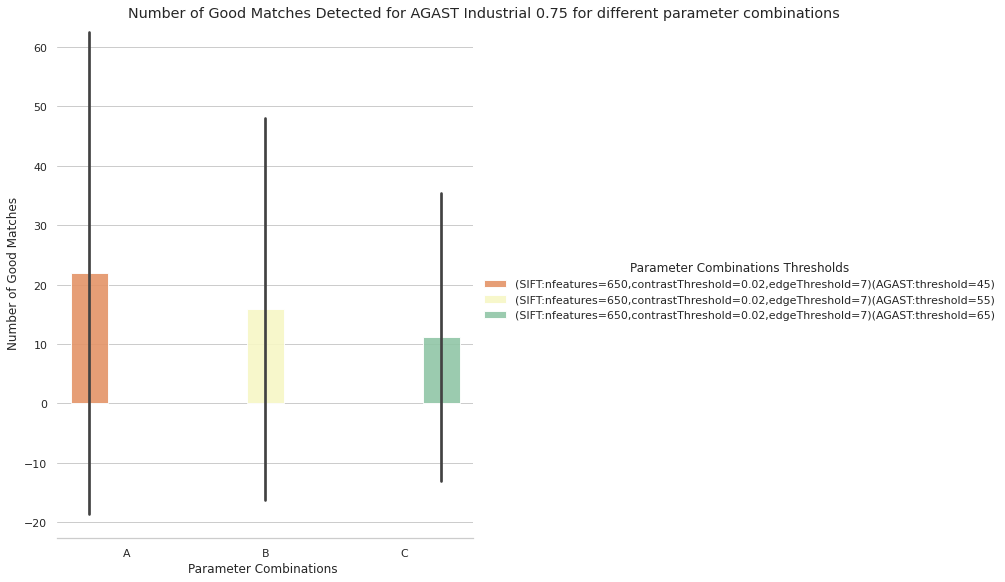 Number of Good Matches Detected for AGAST Industrial 0.75 for different parameter combinations
60
50
40
30
20
10
0
−10
−20
Number of Good Matches
A
B
C
Parameter Combinations
Parameter Combinations Thresholds
(SIFT:nfeatures=650,contrastThreshold=0.02,edgeThreshold=7)(AGAST:threshold=45)
(SIFT:nfeatures=650,contrastThreshold=0.02,edgeThreshold=7)(AGAST:threshold=55)
(SIFT:nfeatures=650,contrastThreshold=0.02,edgeThreshold=7)(AGAST:threshold=65)